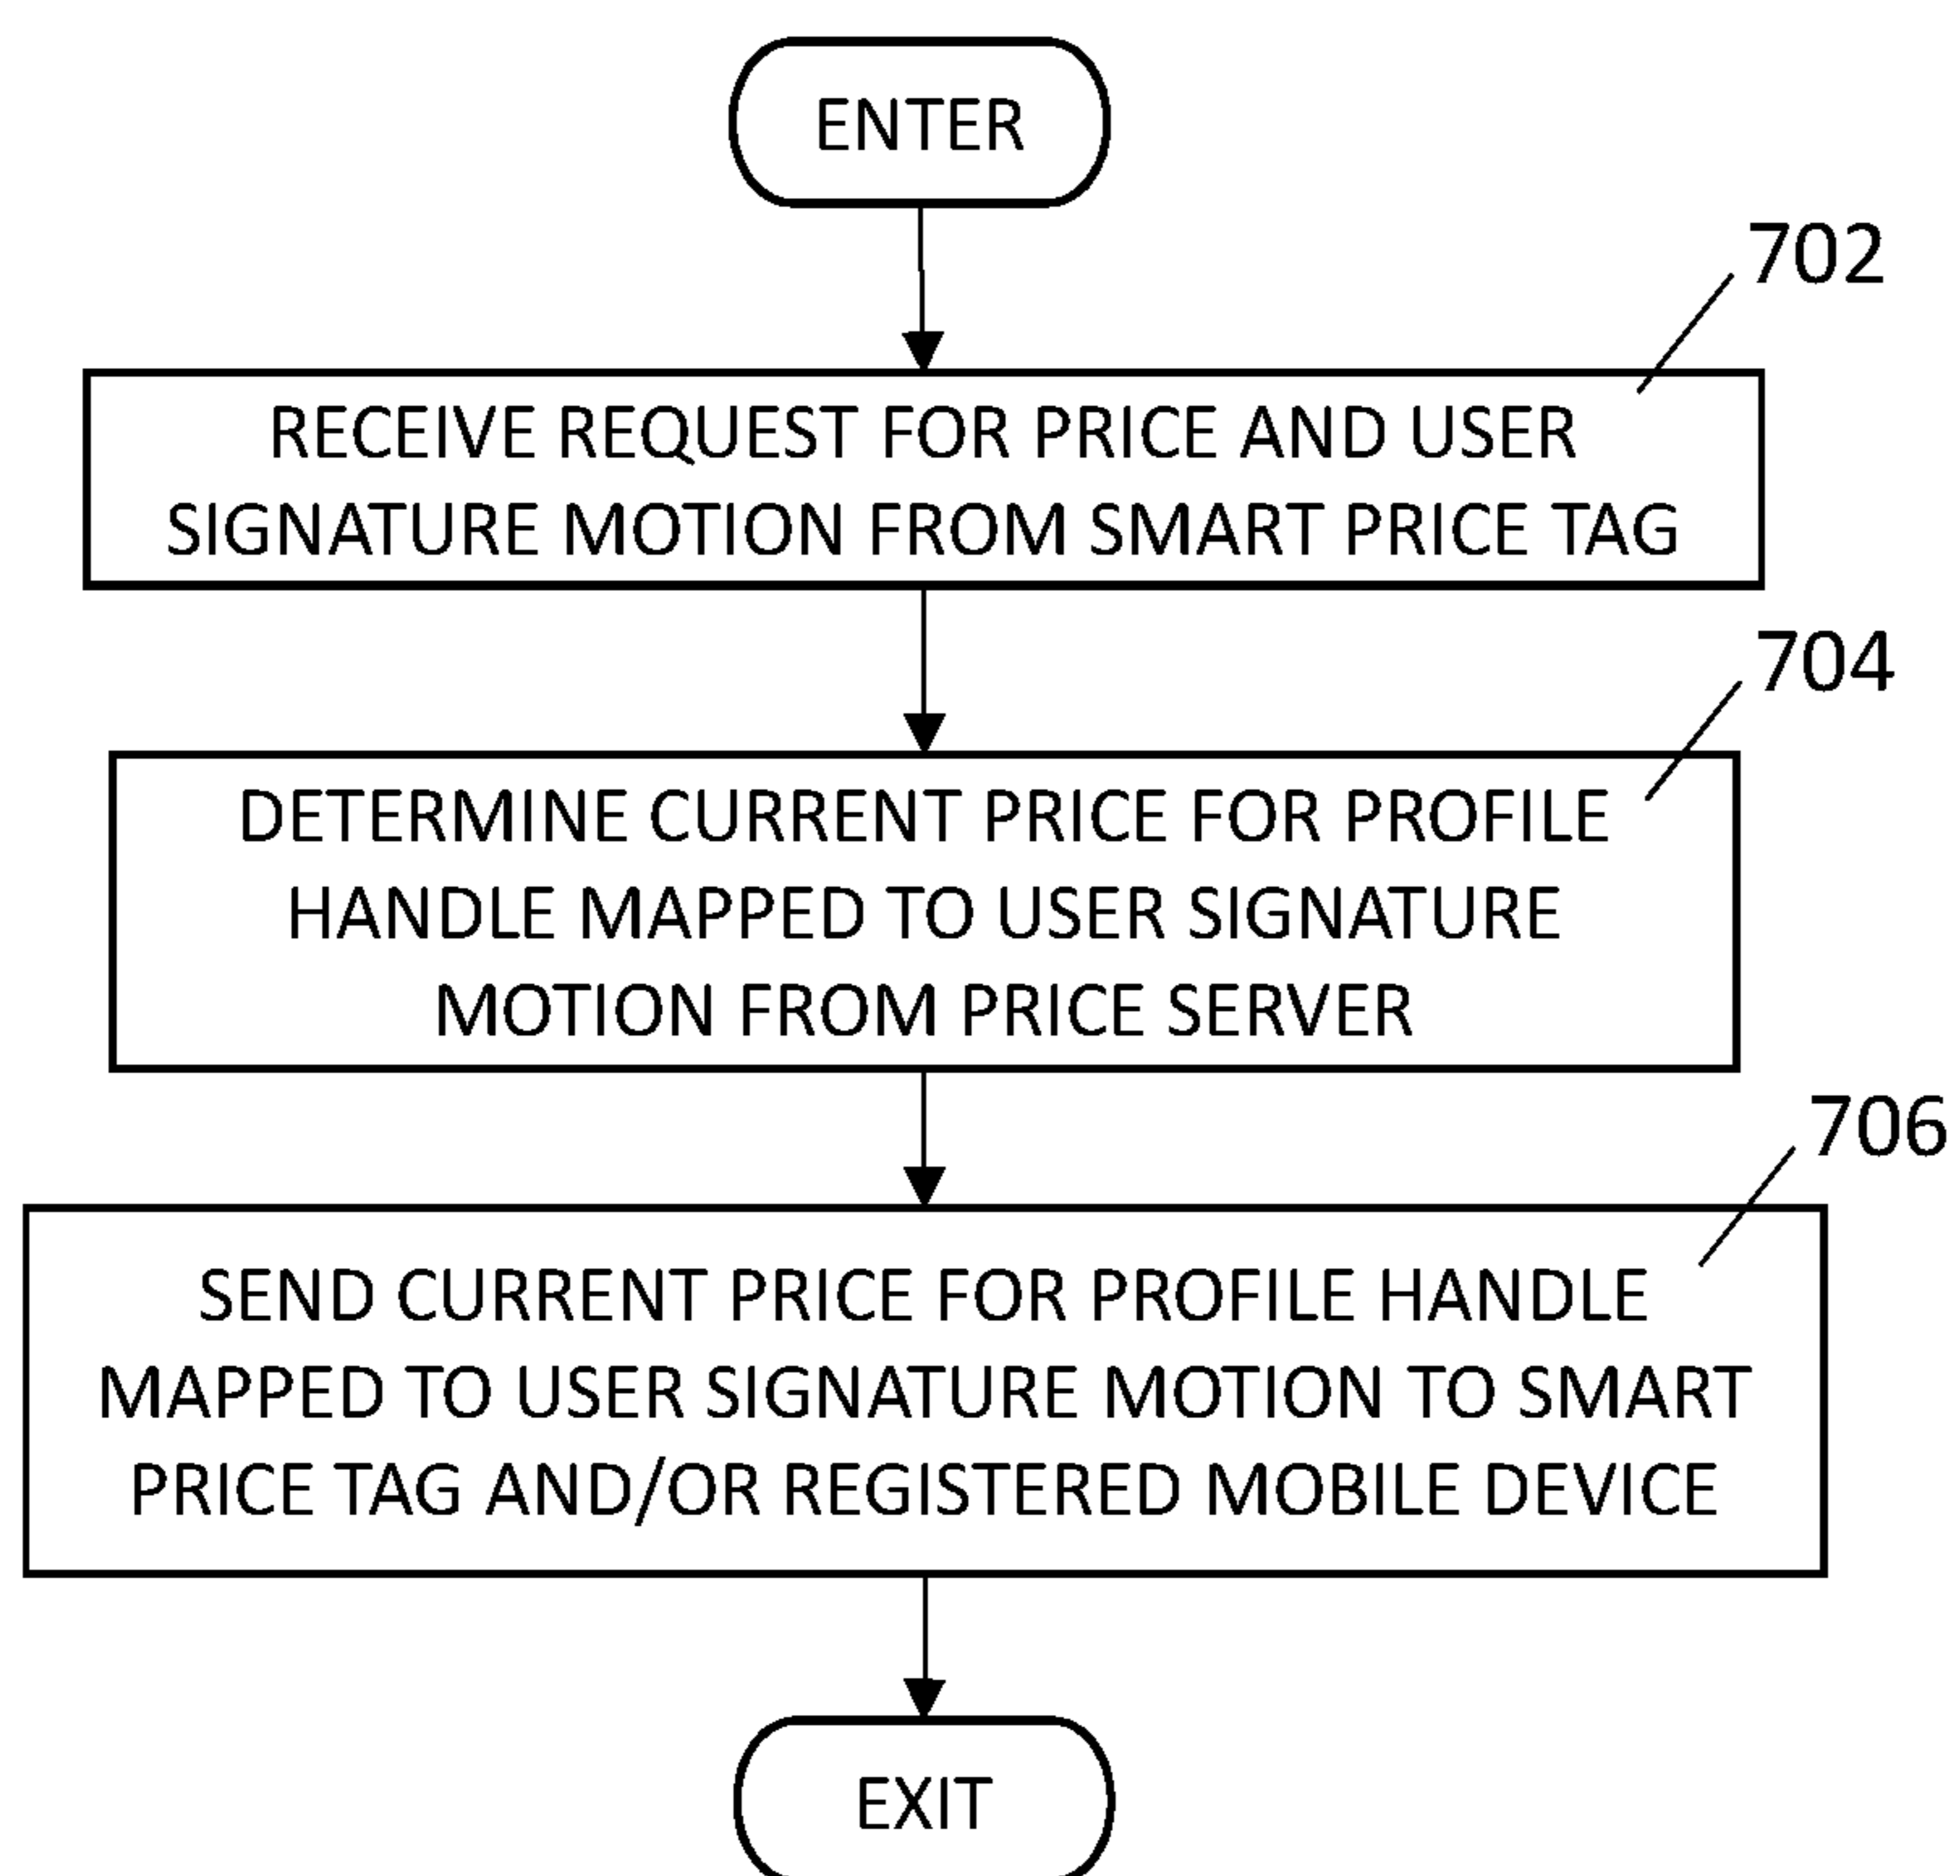 ENTER
702
RECEIVE REQUEST FOR PRICE AND USER
SIGNATURE MOTION FROM SMART PRICE TAG
704
DETERMINE CURRENT PRICE FOR PROFILE
HANDLE MAPPED TO USER SIGNATURE
MOTION FROM PRICE SERVER
706
SEND CURRENT PRICE FOR PROFILE HANDLE
MAPPED TO USER SIGNATURE MOTION TO SMART
PRICE TAG AND/OR REGISTERED MOBILE DEVICE
EXIT